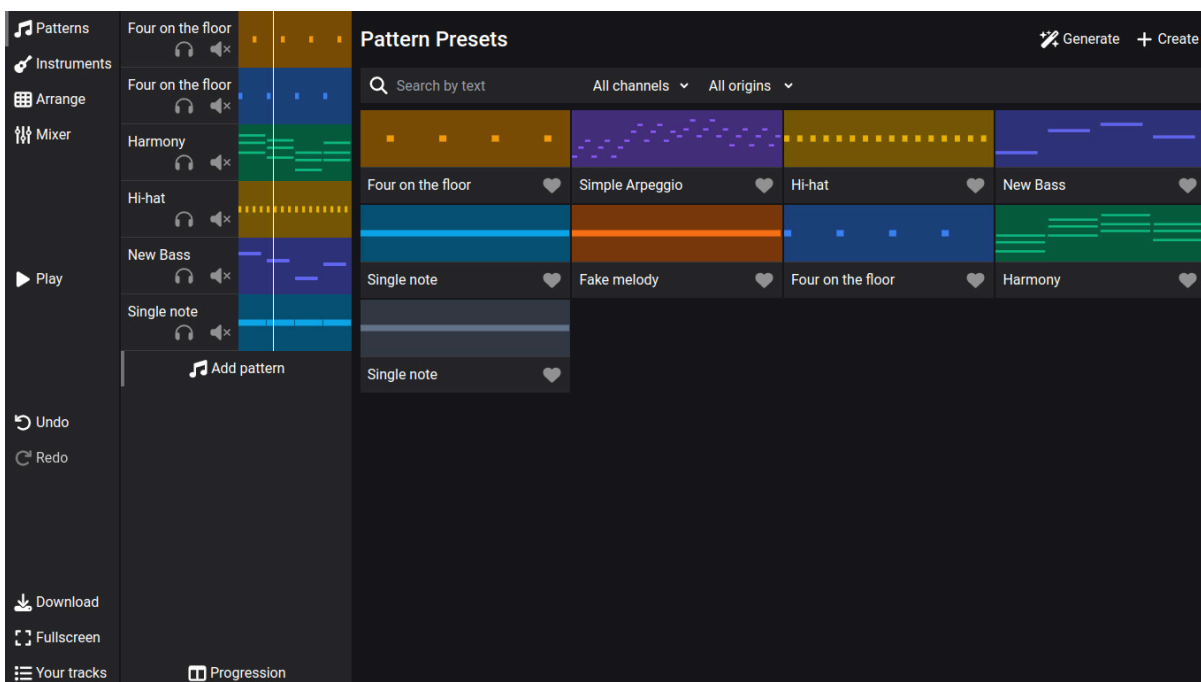 Patterns
Instruments
Arrange
Mixer
Play
Undo
Redo
Download
Fullscreen
Your tracks
Four on the floor
Four on the floor
Harmony
Hi-hat
New Bass
Single note
Add pattern
Progression
Pattern Presets
Generate
Create
Search by text
All channels
All origins
Four on the floor
Simple Arpeggio
Hi-hat
New Bass
Single note
Fake melody
Four on the floor
Harmony
Single note